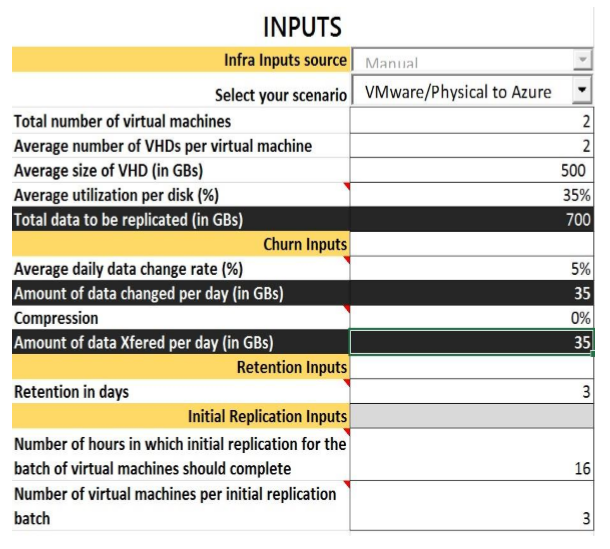 INPUTS
Infra Inputs source Manual
Select your scenario VMware/Physical to Azure
Total number of virtual machines 2
Average number of VHDs per virtual machine 2
Average size of VHD (in GBs) 500
Average utilization per disk (%) 35%
Total data to be replicated (in GBs) 700
Churn Inputs
Average daily data change rate (%) 5%
Amount of data changed per day (in GBs) 35
Compression 0%
Amount of data Xfered per day (in GBs) 35
Retention Inputs
Retention in days 3
Initial Replication Inputs
Number of hours in which initial replication for the
batch of virtual machines should complete 16
Number of virtual machines per initial replication
batch 3